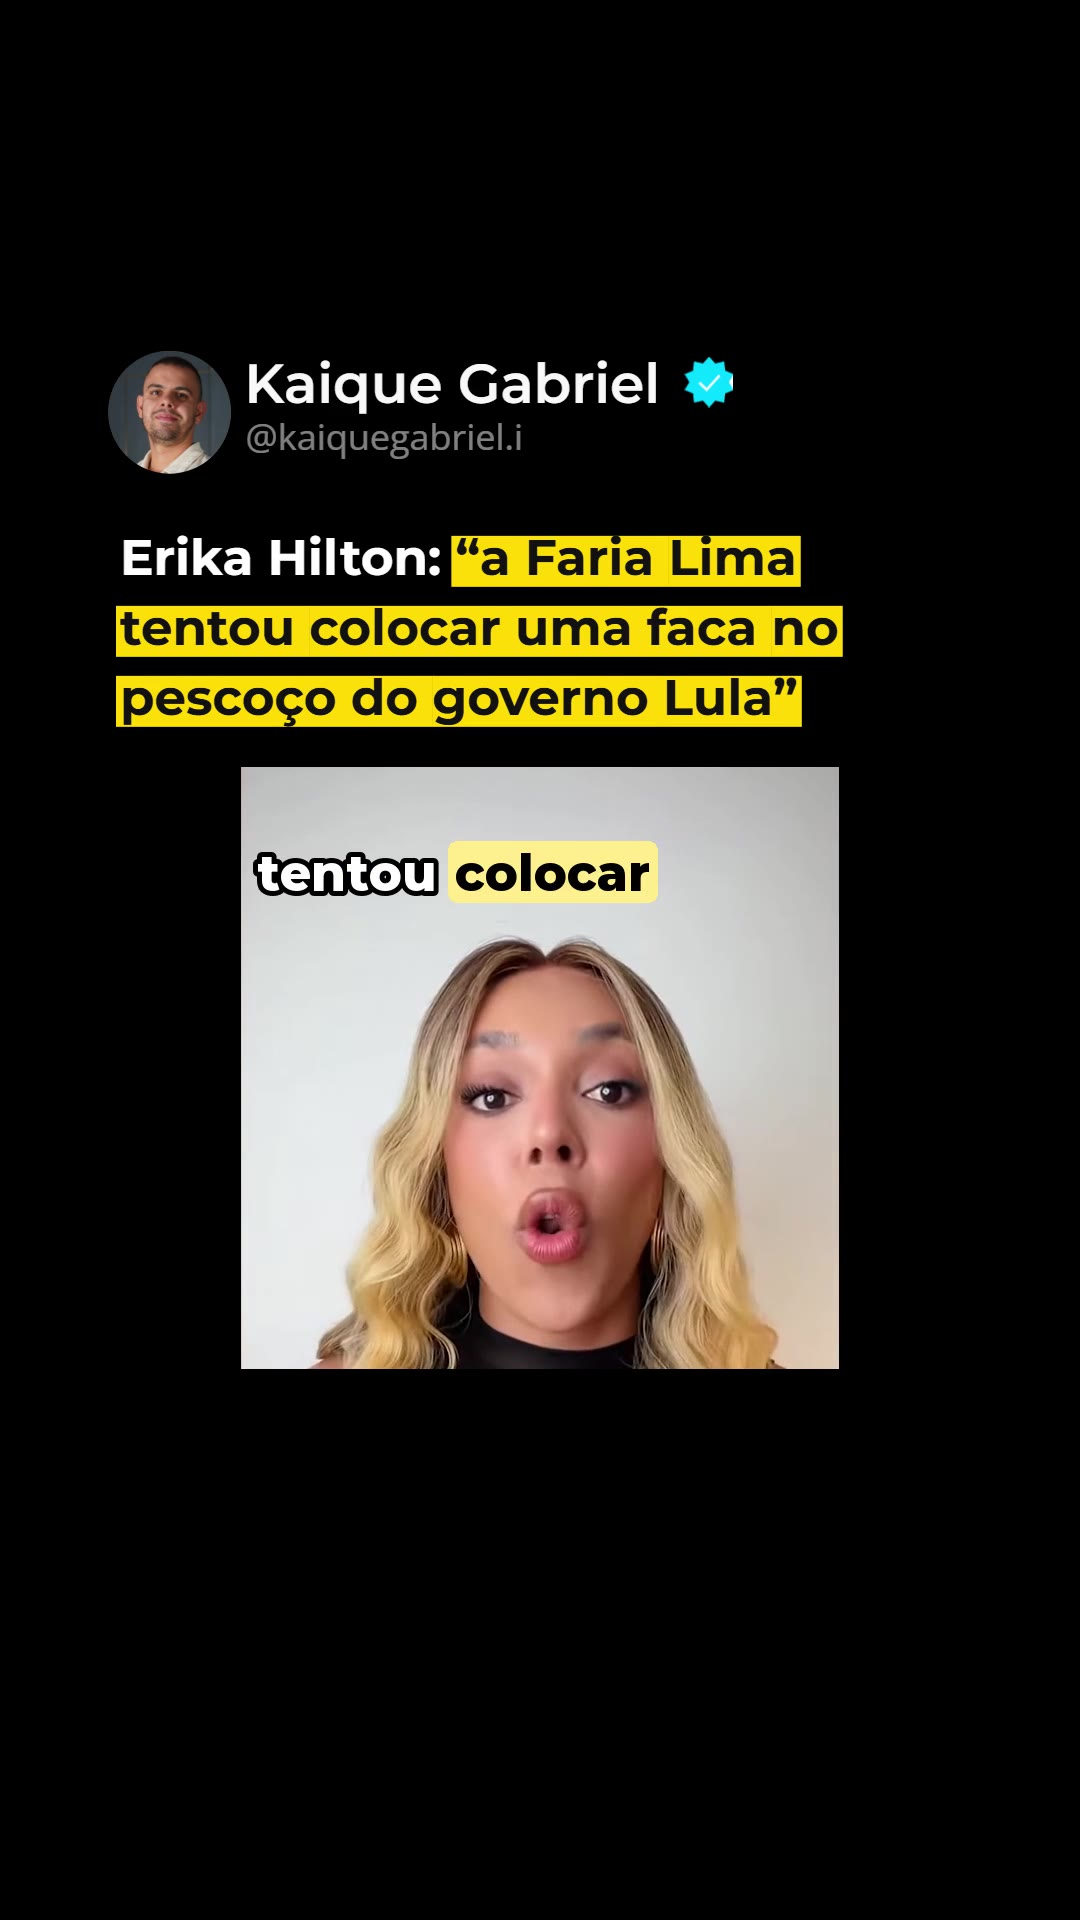 Kaique Gabriel
@kaiquegabriel.i
Erika Hilton: “a Faria Lima
tentou colocar uma faca no
pescoço do governo Lula”
tentou colocar